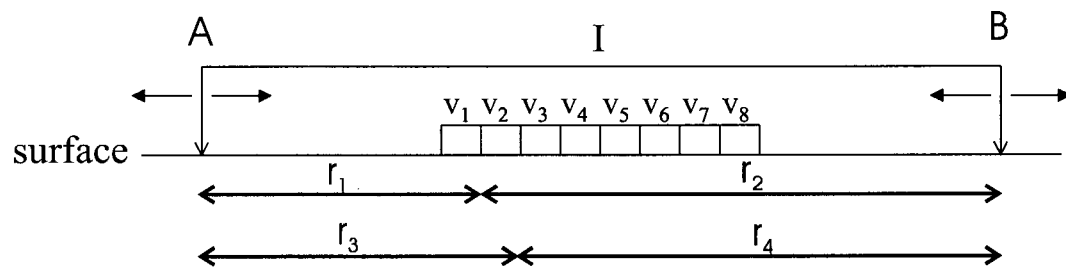 A I B
v₁ v₂ v₃ v₄ v₅ v₆ v₇ v₈
surface
r₁ r₂
r₃ r₄